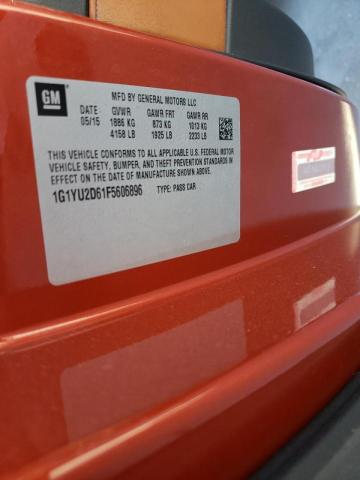 GM
MFD BY GENERAL MOTORS LLC
DATE GVWR GAWR FRT GAWR RR
05/15 1886 KG 873 KG 1013 KG
4158 LB 1925 LB 2233 LB
THIS VEHICLE CONFORMS TO ALL APPLICABLE U.S. FEDERAL MOTOR
VEHICLE SAFETY, BUMPER, AND THEFT PREVENTION STANDARDS IN
EFFECT ON THE DATE OF MANUFACTURE SHOWN ABOVE.
1G1YU2D61F5606896 TYPE: PASS CAR